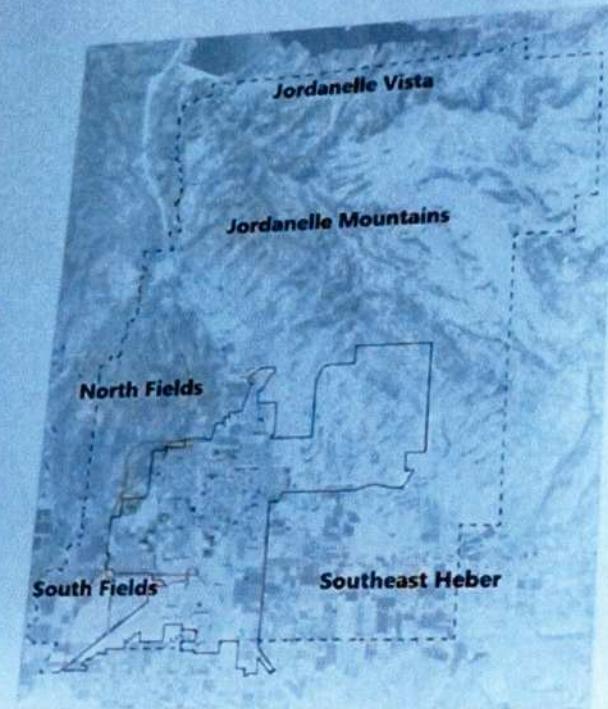 Jordanelle Vista
Jordanelle Mountains
North Fields
South Fields
Southeast Heber